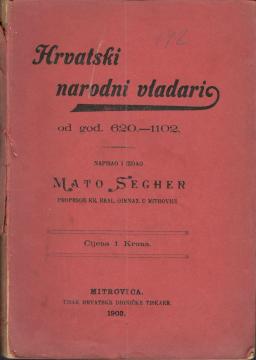 112
Hrvatski
narodni vladari
od god. 620.—1102.
NAPISAO I IZDAO
MATO SEGHER
PROFESOR KR. REAL. GIMNAZ. U MITROVICI
Cijena 1 Kruna.
MITROVICA.
TISAK HRVATSKE DIONIČKE TISKARE.
1903.